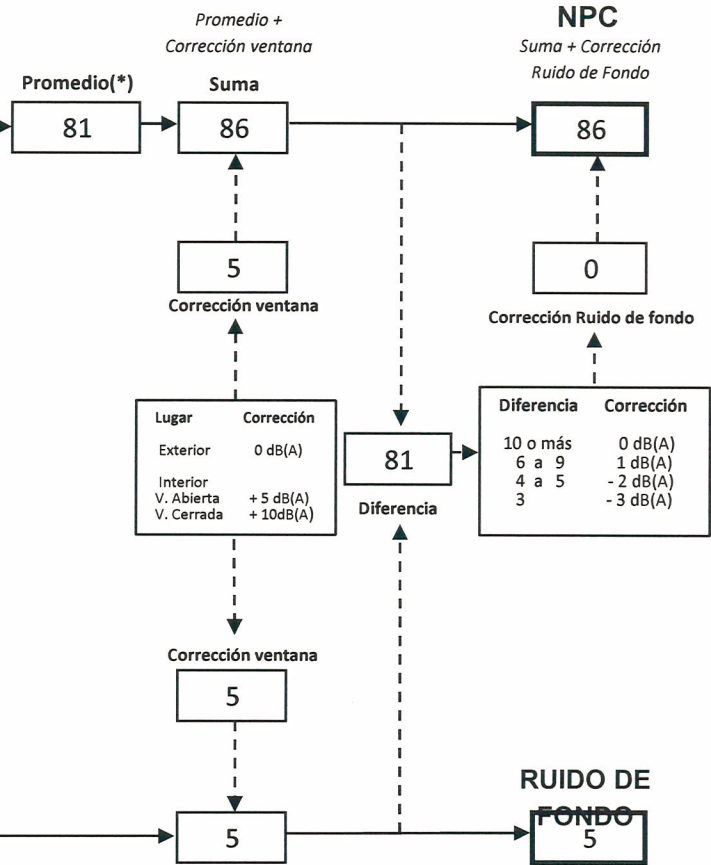 Promedio +
Corrección ventana
NPC
Suma + Corrección
Ruido de Fondo
Promedio(*)
Suma
81
86
86
5
0
Corrección ventana
Corrección Ruido de fondo
Lugar Corrección
Exterior 0 dB(A)
Interior
V. Abierta + 5 dB(A)
V. Cerrada + 10dB(A)
81
Diferencia
Diferencia Corrección
10 o más 0 dB(A)
6 a 9 1 dB(A)
4 a 5 - 2 dB(A)
3 - 3 dB(A)
Corrección ventana
5
RUIDO DE
FONDO
5
5